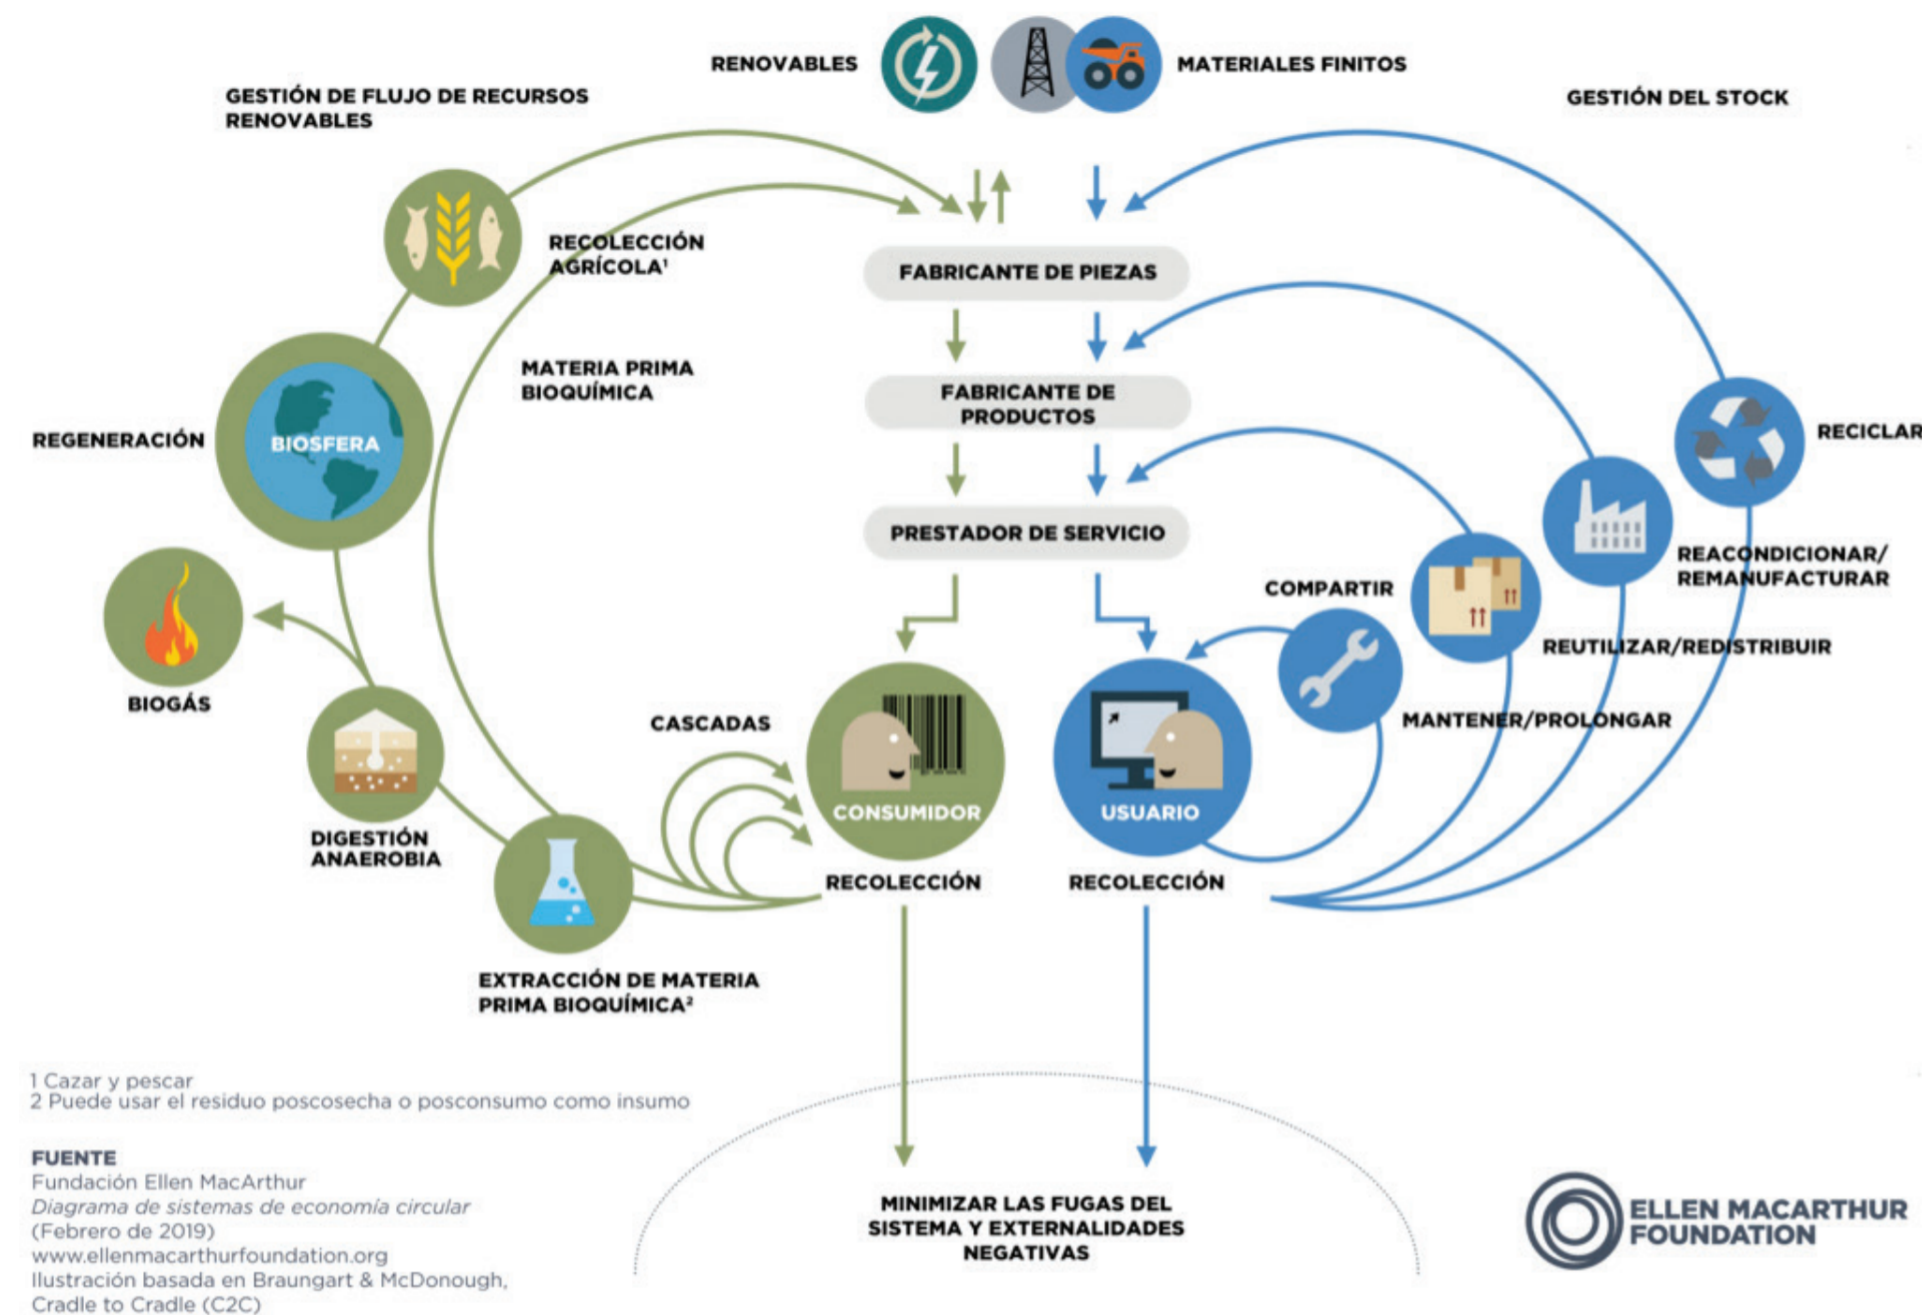 RENOVABLES
MATERIALES FINITOS
GESTIÓN DE FLUJO DE RECURSOS
RENOVABLES
GESTIÓN DEL STOCK
RECOLECCIÓN
AGRÍCOLA¹
FABRICANTE DE PIEZAS
MATERIA PRIMA
BIOQUÍMICA
FABRICANTE DE
PRODUCTOS
REGENERACIÓN
BIOSFERA
RECICLAR
PRESTADOR DE SERVICIO
REACONDICIONAR/
REMANUFACTURAR
COMPARTIR
REUTILIZAR/REDISTRIBUIR
BIOGÁS
CASCADAS
MANTENER/PROLONGAR
CONSUMIDOR
USUARIO
DIGESTIÓN
ANAEROBIA
RECOLECCIÓN
RECOLECCIÓN
EXTRACCIÓN DE MATERIA
PRIMA BIOQUÍMICA²
1 Cazar y pescar
2 Puede usar el residuo poscosecha o posconsumo como insumo
FUENTE
Fundación Ellen MacArthur
Diagrama de sistemas de economía circular
(Febrero de 2019)
www.ellenmacarthurfoundation.org
Ilustración basada en Braungart & McDonough,
Cradle to Cradle (C2C)
MINIMIZAR LAS FUGAS DEL
SISTEMA Y EXTERNALIDADES
NEGATIVAS
ELLEN MACARTHUR
FOUNDATION